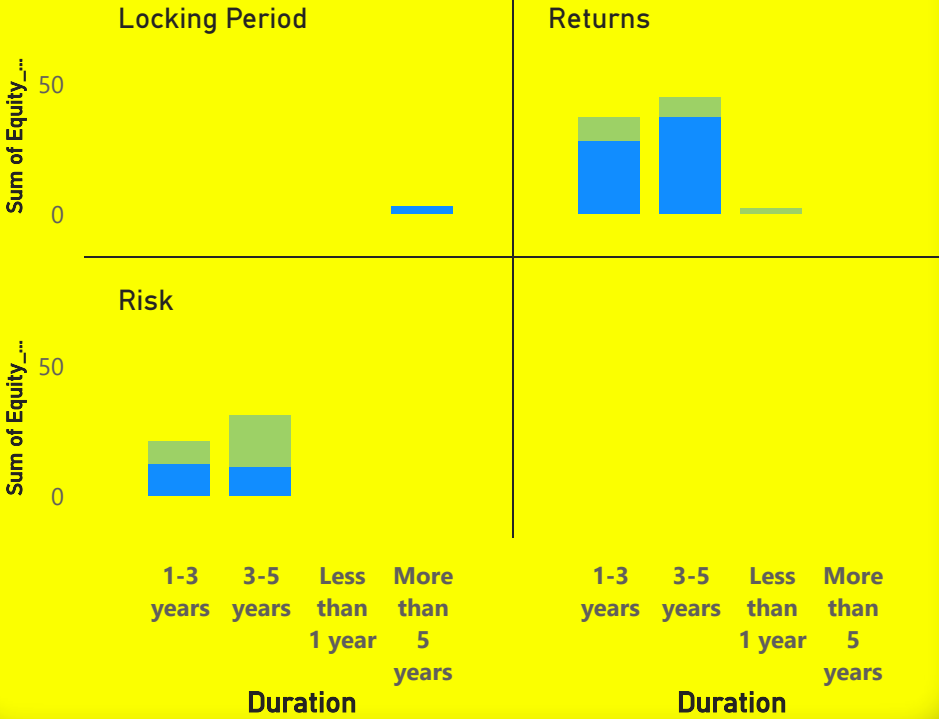 Locking Period
Returns
Sum of Equity_...
50
0
Risk
Sum of Equity_...
50
0
1-3 years
3-5 years
Less than 1 year
More than 5 years
1-3 years
3-5 years
Less than 1 year
More than 5 years
Duration
Duration